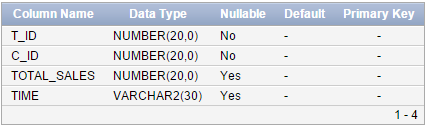 Column Name Data Type Nullable Default Primary Key
T_ID NUMBER(20,0) No - -
C_ID NUMBER(20,0) No - -
TOTAL_SALES NUMBER(20,0) Yes - -
TIME VARCHAR2(30) Yes - -
1 - 4